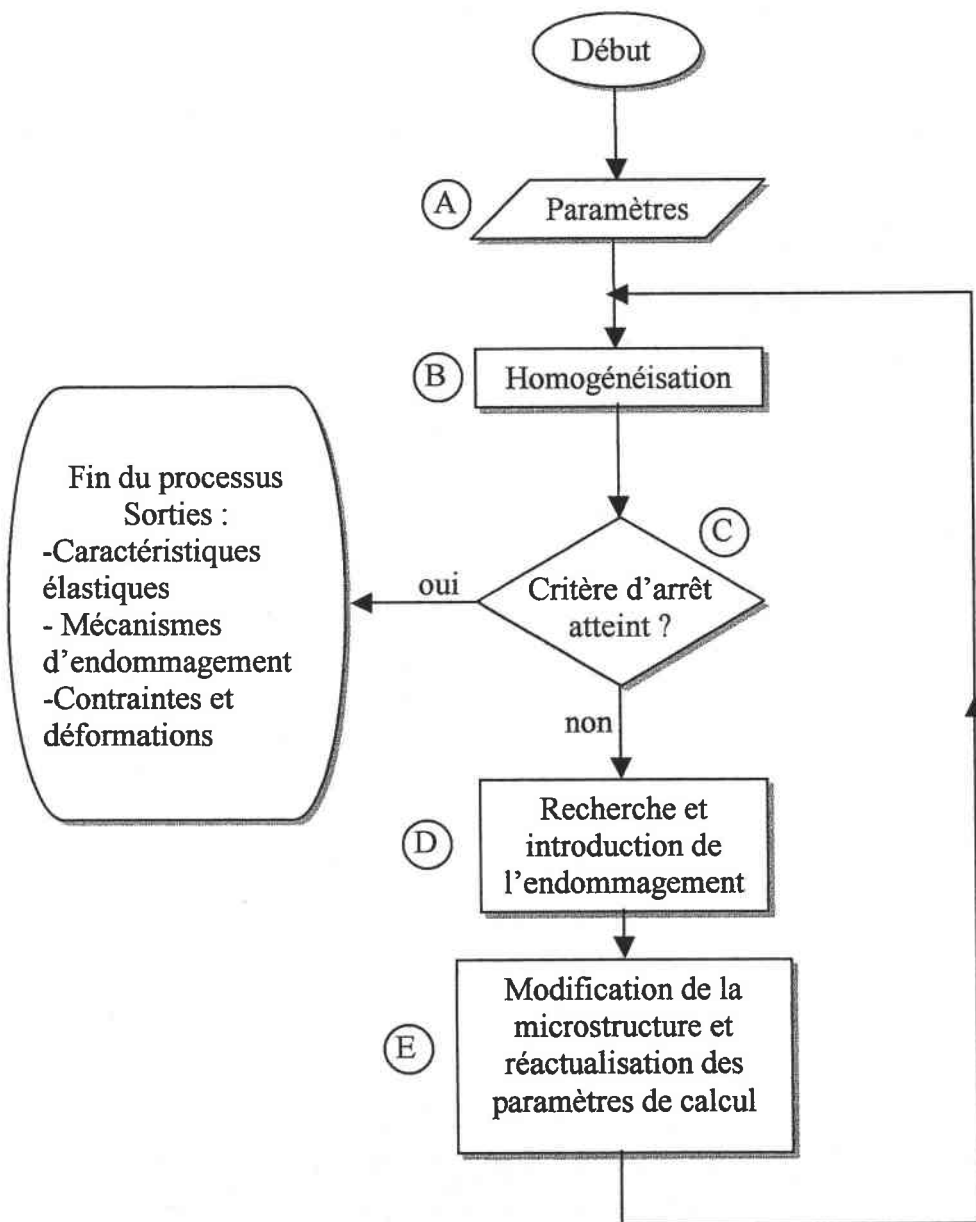 Début
A
Paramètres
B
Homogénéisation
C
Critère d'arrêt
atteint ?
oui
Fin du processus
Sorties :
-Caractéristiques
élastiques
- Mécanismes
d'endommagement
-Contraintes et
déformations
non
D
Recherche et
introduction de
l'endommagement
E
Modification de la
microstructure et
réactualisation des
paramètres de calcul